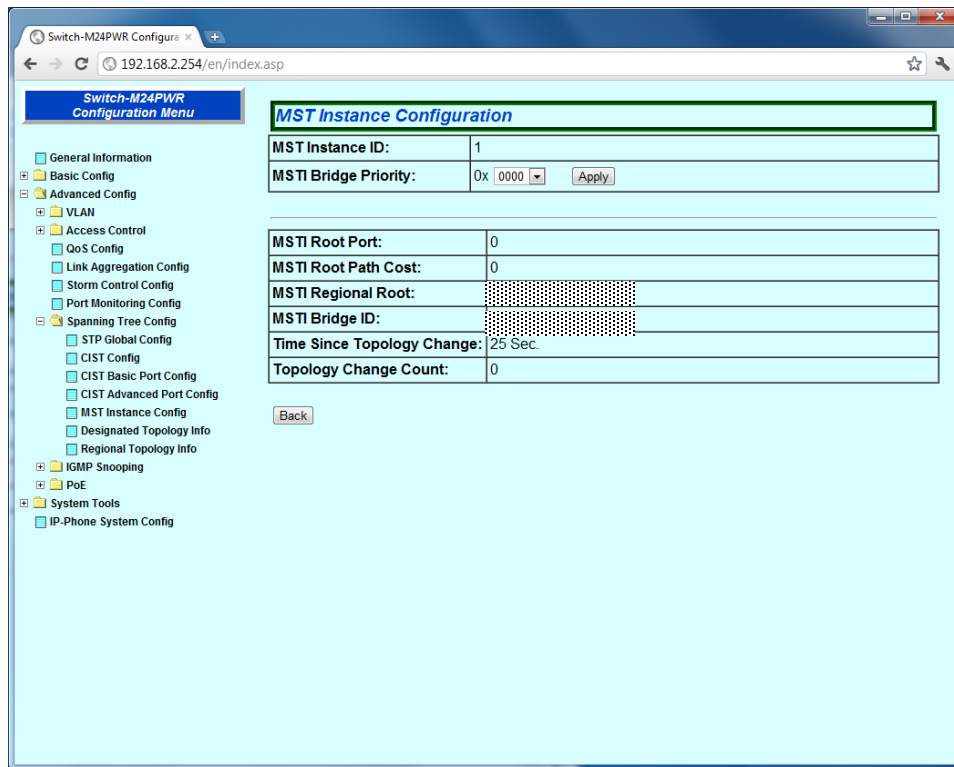 Switch-M24PWR Configura
192.168.2.254/en/index.asp
Switch-M24PWR
Configuration Menu
General Information
Basic Config
Advanced Config
VLAN
Access Control
QoS Config
Link Aggregation Config
Storm Control Config
Port Monitoring Config
Spanning Tree Config
STP Global Config
CIST Config
CIST Basic Port Config
CIST Advanced Port Config
MST Instance Config
Designated Topology Info
Regional Topology Info
IGMP Snooping
PoE
System Tools
IP-Phone System Config
MST Instance Configuration
MST Instance ID: 1
MSTI Bridge Priority: 0x 0000 Apply
MSTI Root Port: 0
MSTI Root Path Cost: 0
MSTI Regional Root:
MSTI Bridge ID:
Time Since Topology Change: 25 Sec.
Topology Change Count: 0
Back